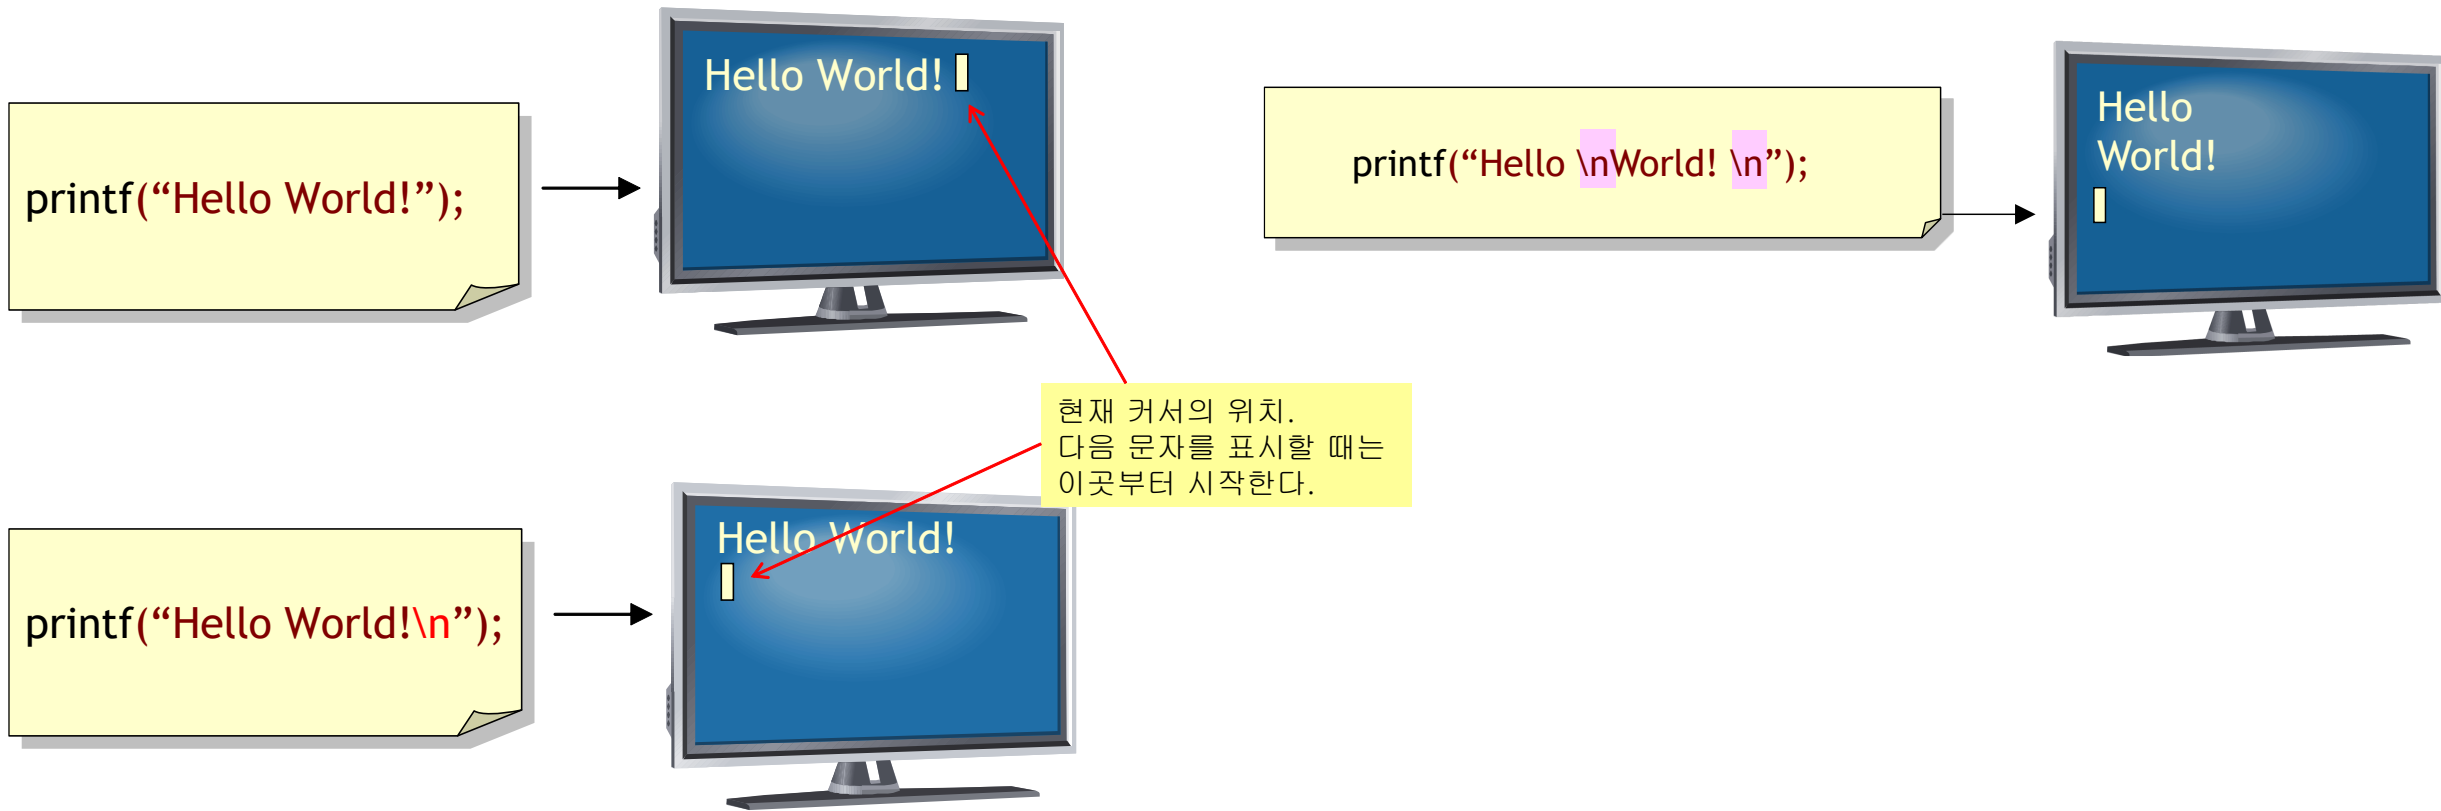 printf(“Hello World!”);
Hello World!
printf(“Hello \nWorld! \n”);
Hello
World!
현재 커서의 위치.
다음 문자를 표시할 때는
이곳부터 시작한다.
printf(“Hello World!\n”);
Hello World!